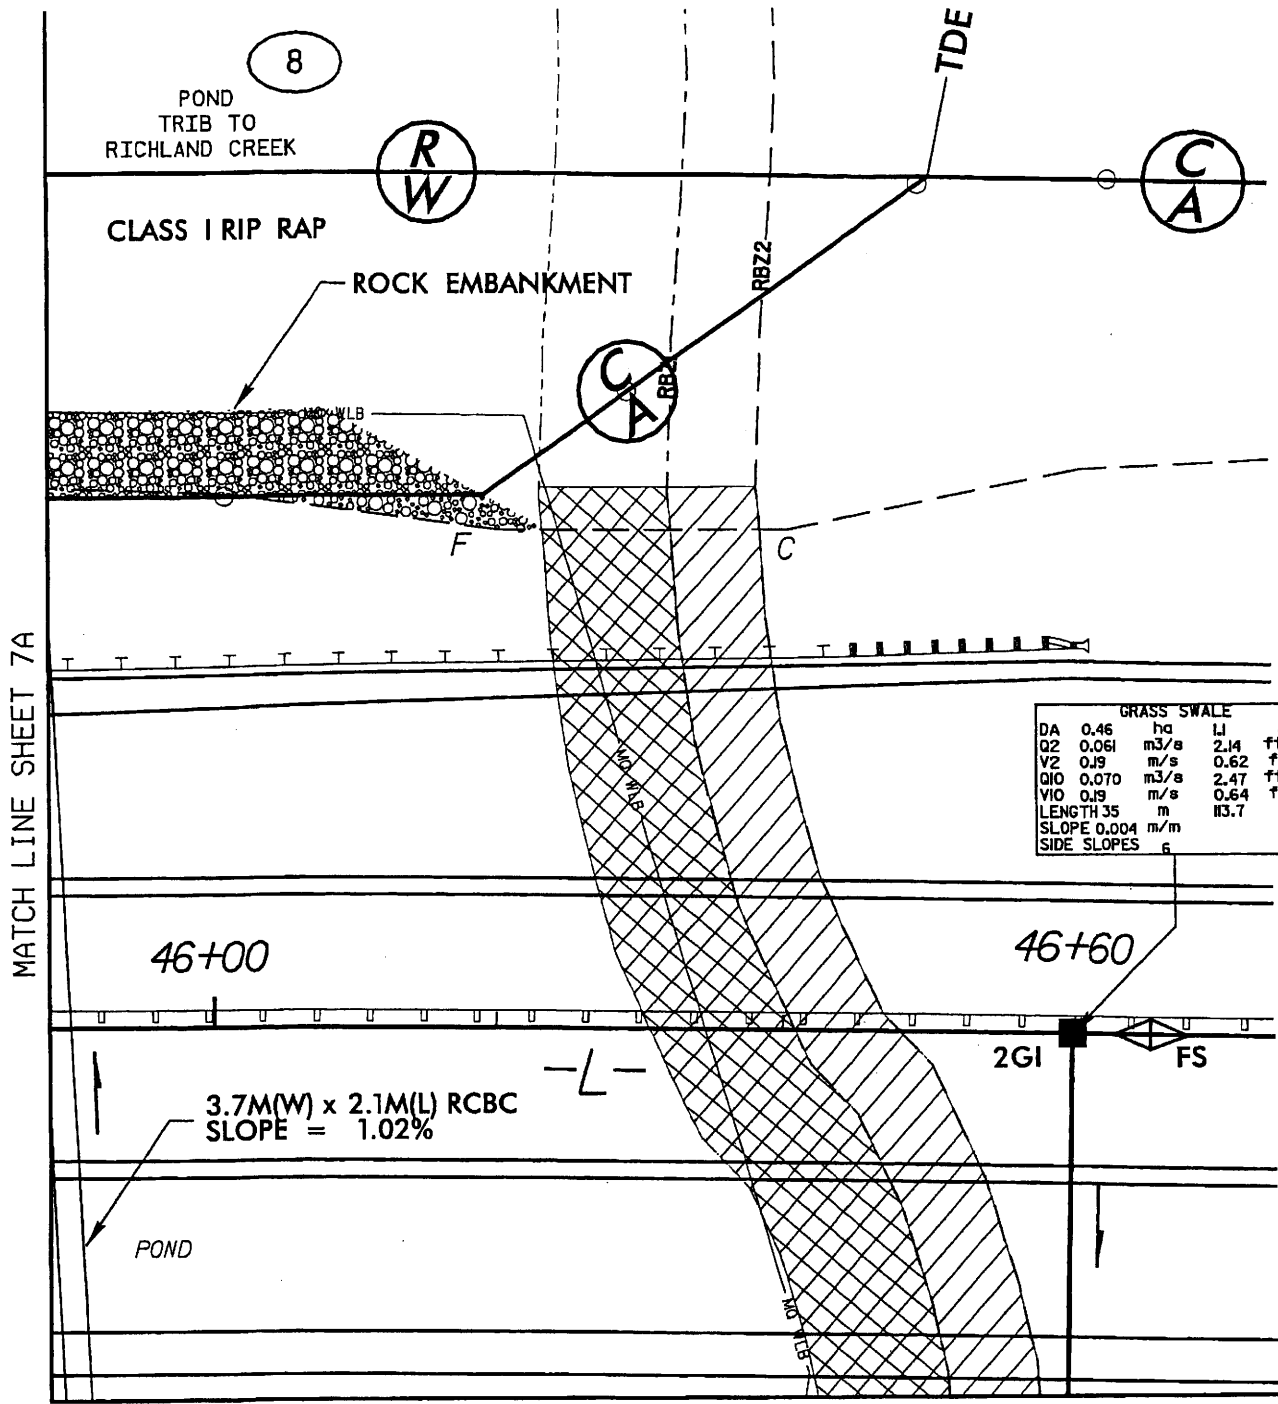 TDE
8
POND
TRIB TO
RICHLAND CREEK
R
W
C
A
CLASS I RIP RAP
RBZ2
ROCK EMBANKMENT
C
A
MQ WLB
F
C
MATCH LINE SHEET 7A
GRASS SWALE
DA 0.46 ha 1.1
Q2 0.061 m3/s 2.14
V2 0.19 m/s 0.62
Q10 0.070 m3/s 2.47
V10 0.19 m/s 0.64
LENGTH 35 m 113.7
SLOPE 0.004 m/m
SIDE SLOPES 6
MQ WLB
46+00
46+60
2GI
FS
-L-
3.7M(W) x 2.1M(L) RCBC
SLOPE = 1.02%
POND
MQ WLB